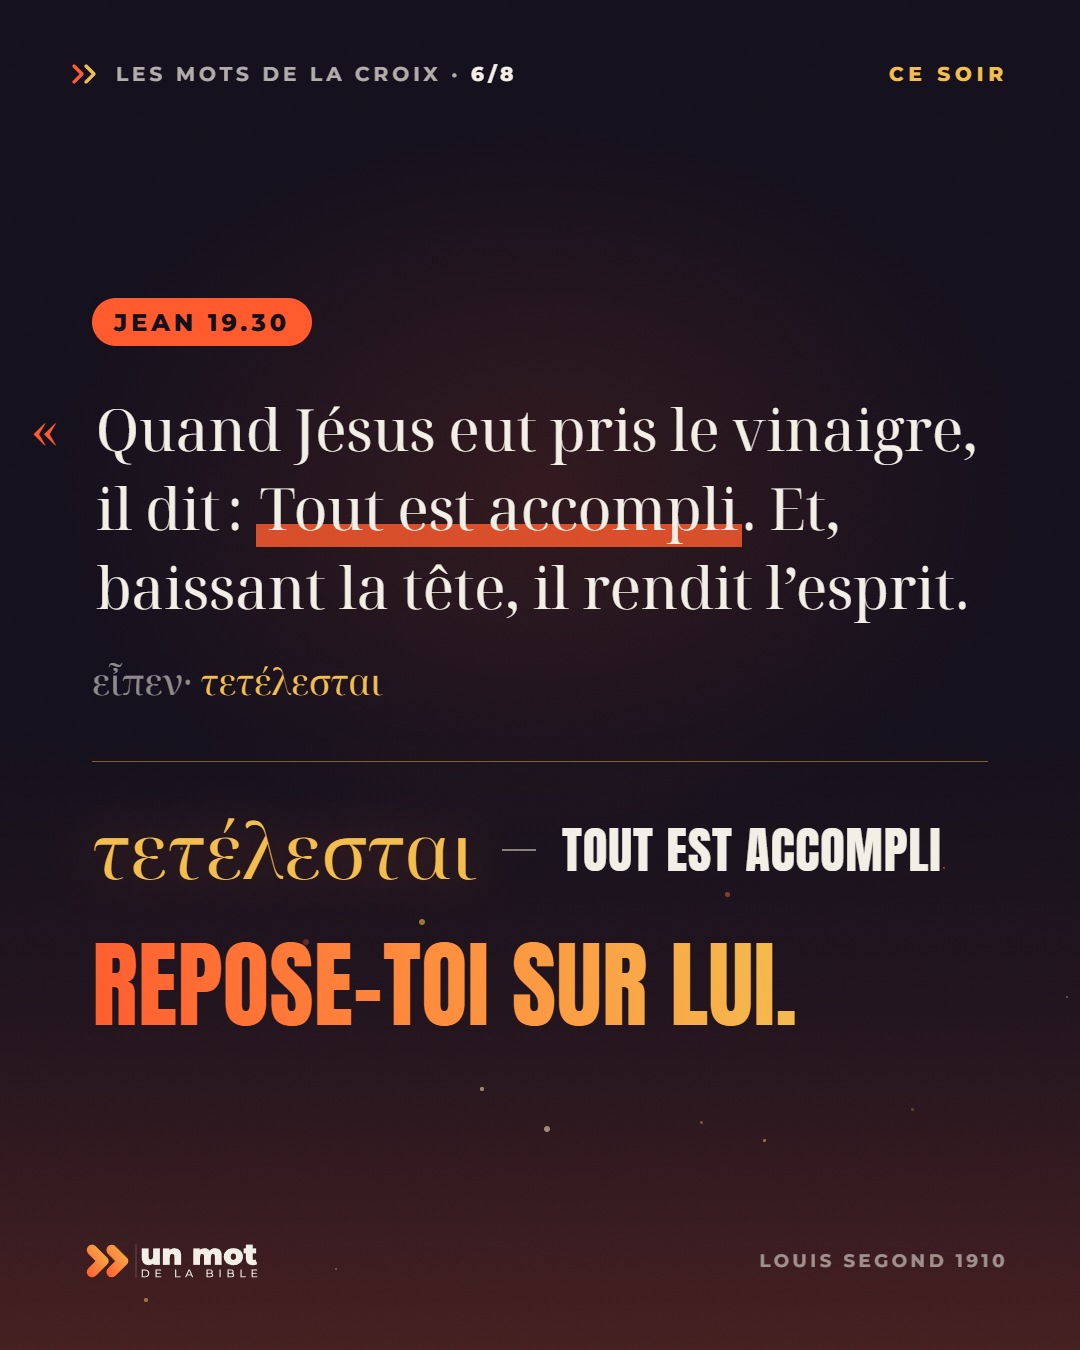 LES MOTS DE LA CROIX · 6/8
CE SOIR
JEAN 19.30
« Quand Jésus eut pris le vinaigre,
il dit : Tout est accompli. Et,
baissant la tête, il rendit l’esprit.
εἶπεν· τετέλεσται
τετέλεσται — TOUT EST ACCOMPLI
REPOSE-TOI SUR LUI.
un mot
DE LA BIBLE
LOUIS SEGOND 1910